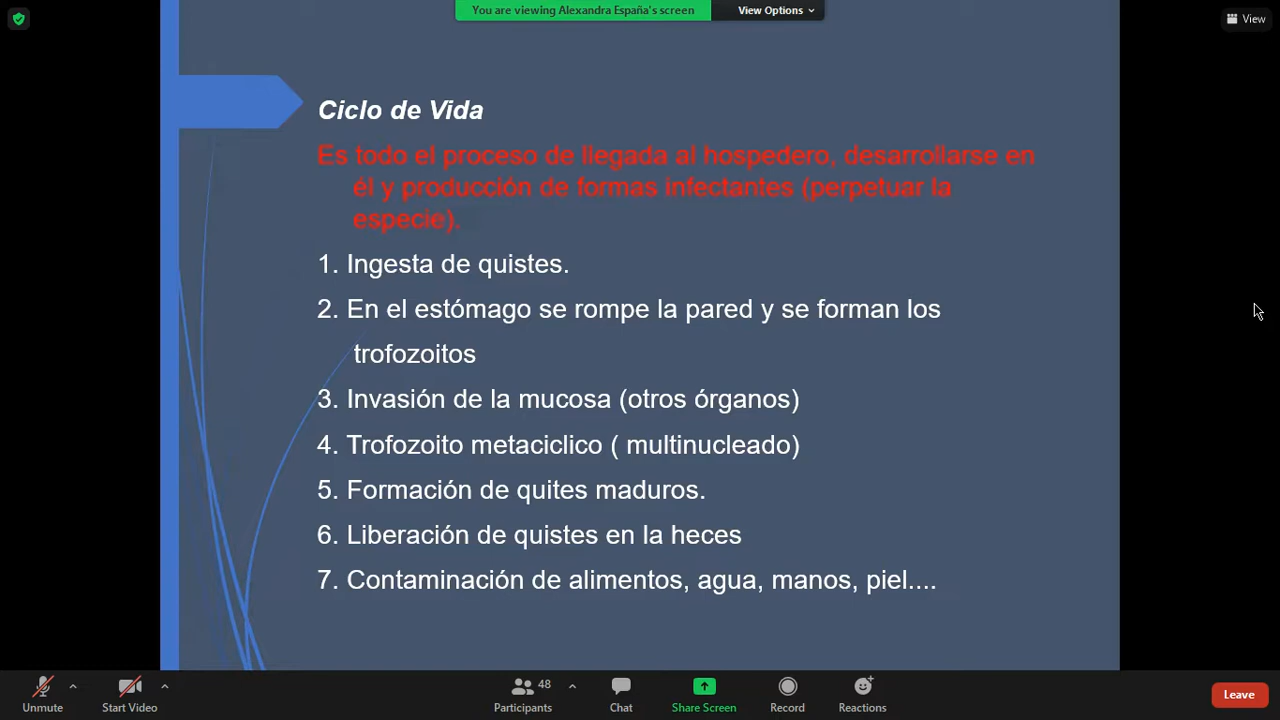 You are viewing Alexandra España's screen
View Options
View
Ciclo de Vida
Es todo el proceso de llegada al hospedero, desarrollarse en
él y producción de formas infectantes (perpetuar la
especie).
1. Ingesta de quistes.
2. En el estómago se rompe la pared y se forman los
trofozoitos
3. Invasión de la mucosa (otros órganos)
4. Trofozoito metaciclico ( multinucleado)
5. Formación de quites maduros.
6. Liberación de quistes en la heces
7. Contaminación de alimentos, agua, manos, piel....
Unmute
Start Video
48
Participants
Chat
Share Screen
Record
Reactions
Leave